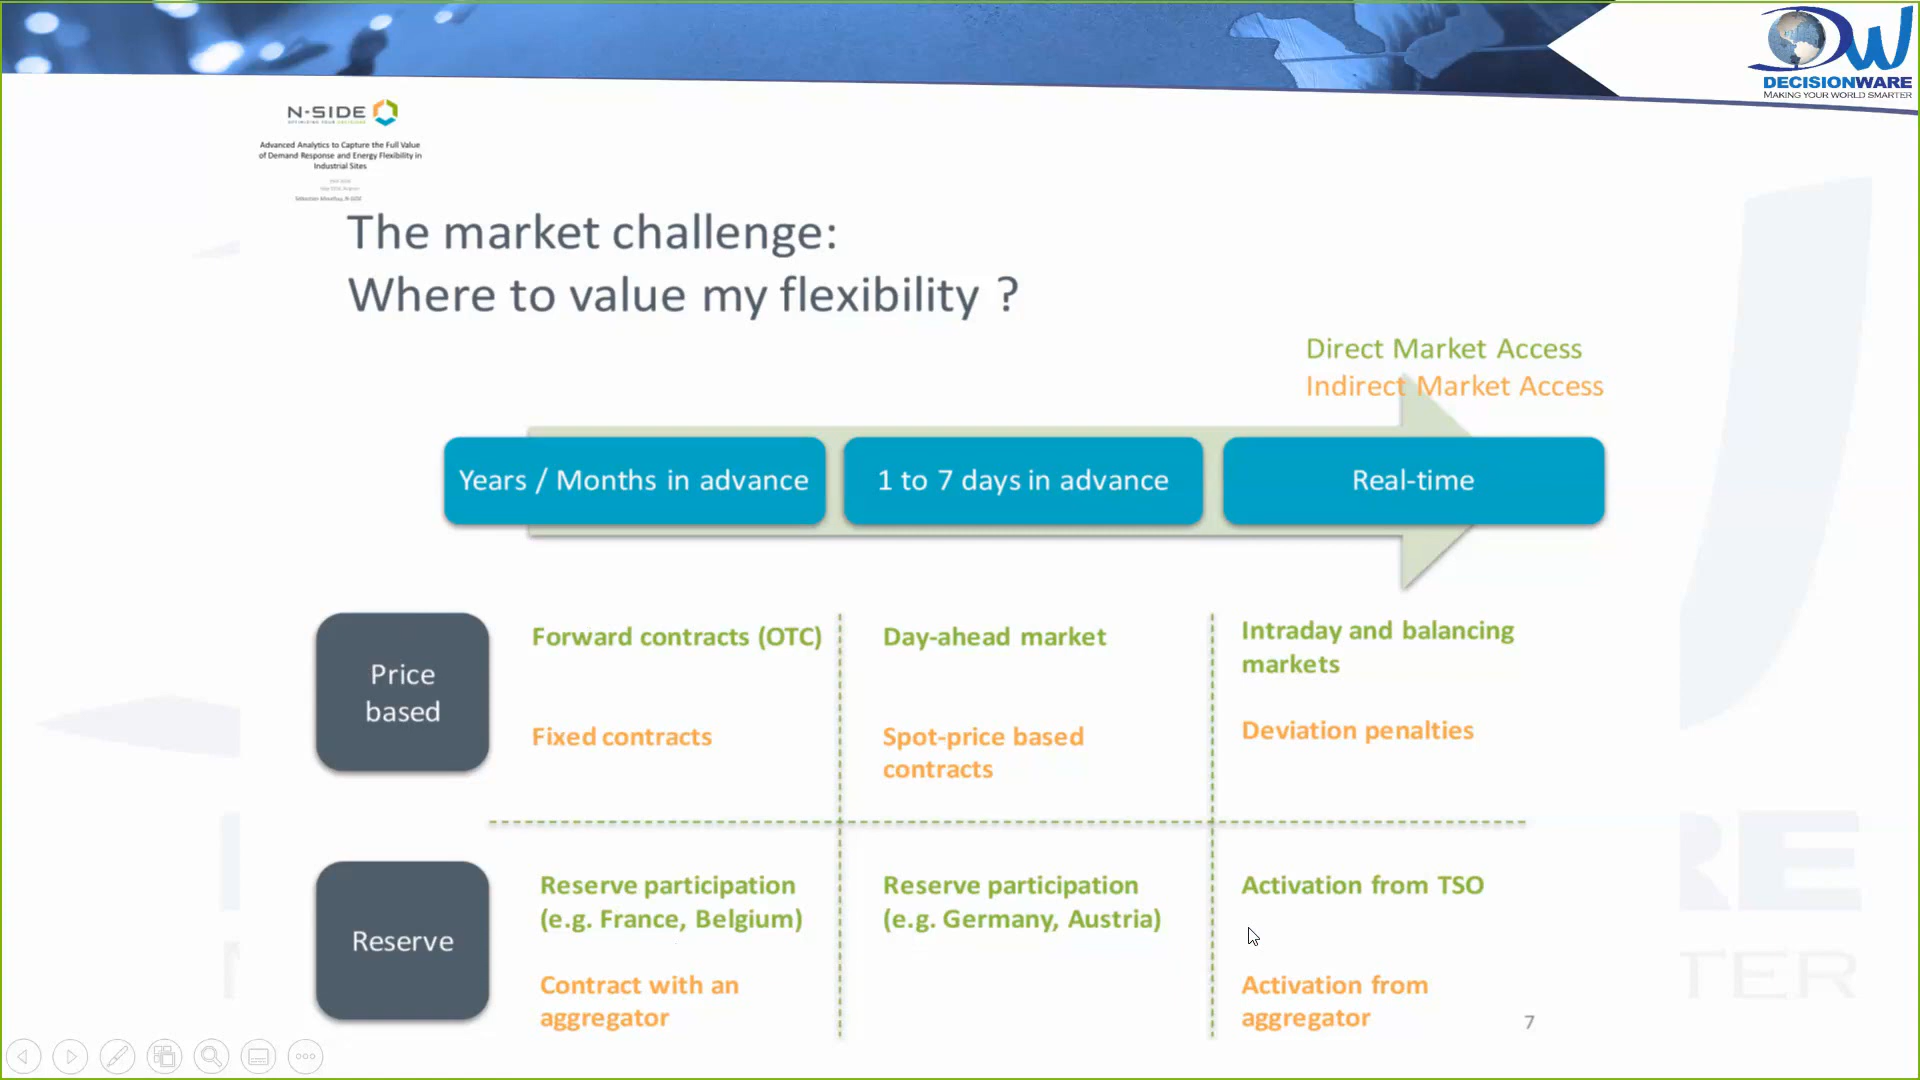 DW
DECISIONWARE
MAKING YOUR WORLD SMARTER
N-SIDE
Advanced Analytics to Capture the Full Value
of Demand Response and Energy Flexibility in
Industrial Sites
The market challenge:
Where to value my flexibility ?
Direct Market Access
Indirect Market Access
Years / Months in advance
1 to 7 days in advance
Real-time
Price
based
Forward contracts (OTC)
Day-ahead market
Intraday and balancing
markets
Fixed contracts
Spot-price based
contracts
Deviation penalties
Reserve
Reserve participation
(e.g. France, Belgium)
Reserve participation
(e.g. Germany, Austria)
Activation from TSO
Contract with an
aggregator
Activation from
aggregator
7